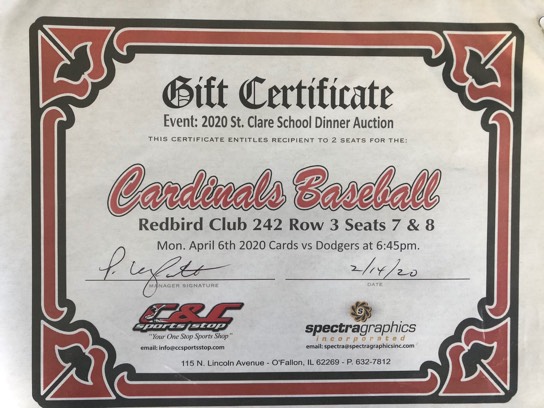 Gift Certificate
Event: 2020 St. Clare School Dinner Auction
THIS CERTIFICATE ENTITLES RECIPIENT TO 2 SEATS FOR THE:
Cardinals Baseball
Redbird Club 242 Row 3 Seats 7 & 8
Mon. April 6th 2020 Cards vs Dodgers at 6:45pm.
2/14/20
MANAGER SIGNATURE DATE
C&C
sports stop
"Your One Stop Sports Shop"
email: info@ccsportsstop.com
S
spectragraphics
incorporated
email: spectra@spectragraphicsinc.com
115 N. Lincoln Avenue - O'Fallon, IL 62269 - P. 632-7812